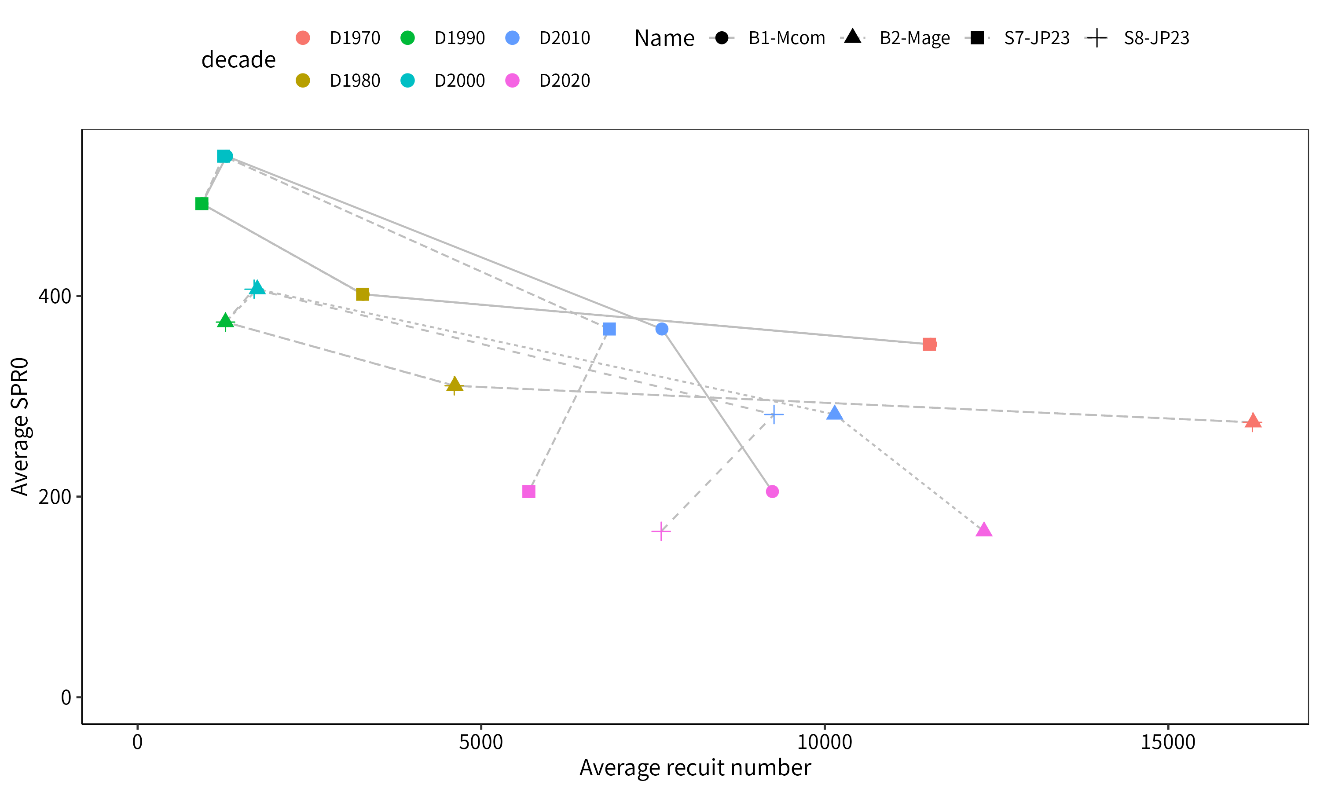 decade
D1970
D1990
D2010
D1980
D2000
D2020
Name
B1-Mcom
B2-Mage
S7-JP23
S8-JP23
Average SPR0
400
200
0
0
5000
10000
15000
Average recuit number